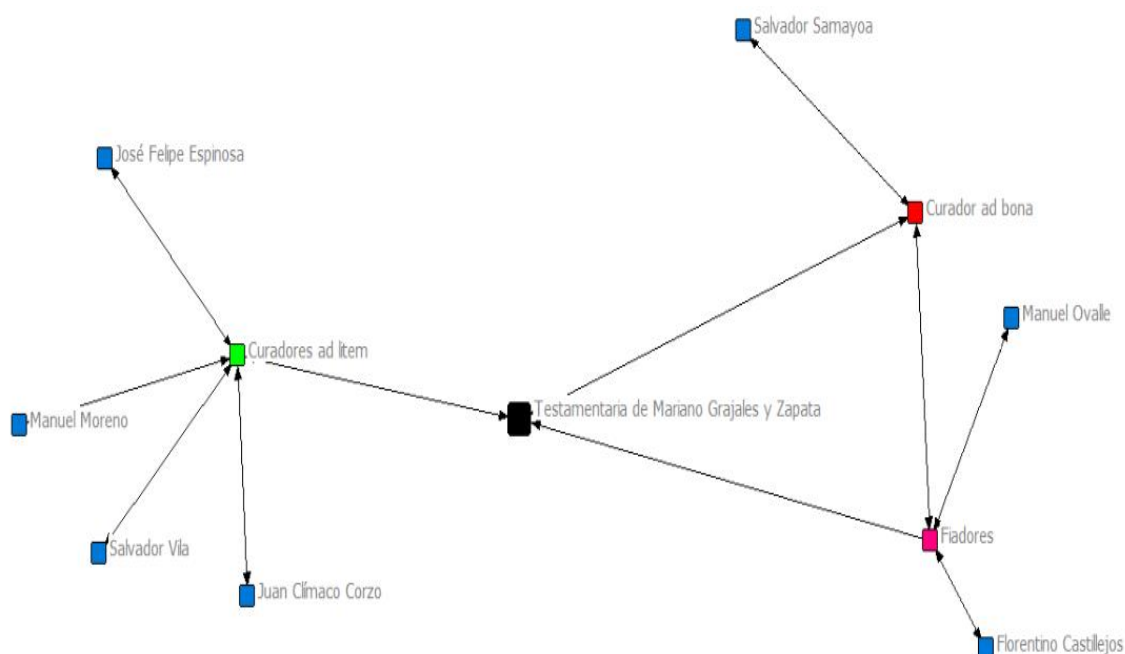 Salvador Samayoa
José Felipe Espinosa
Curador ad bona
Manuel Ovalle
Curadores ad litem
Testamentaria de Mariano Grajales y Zapata
Manuel Moreno
Fiadores
Salvador Vila
Juan Clímaco Corzo
Florentino Castillejos